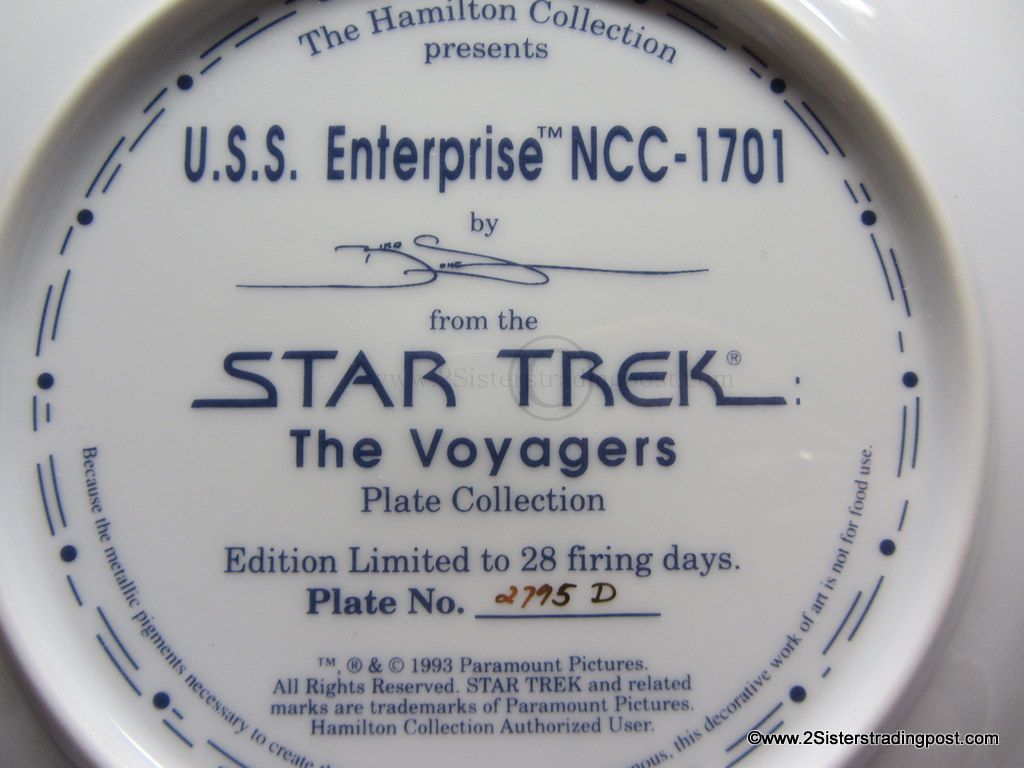 The Hamilton Collection
presents
U.S.S. Enterprise™ NCC-1701
by
from the
STAR TREK®:
www.2Sisterstradingpost.com
©
The Voyagers
Plate Collection
Edition Limited to 28 firing days.
Plate No. 2795 D
™, ® & © 1993 Paramount Pictures.
All Rights Reserved. STAR TREK and related
marks are trademarks of Paramount Pictures.
Hamilton Collection Authorized User.
Because the metallic pigments necessary to create
this decorative work of art is not for food use.
©www.2Sisterstradingpost.com